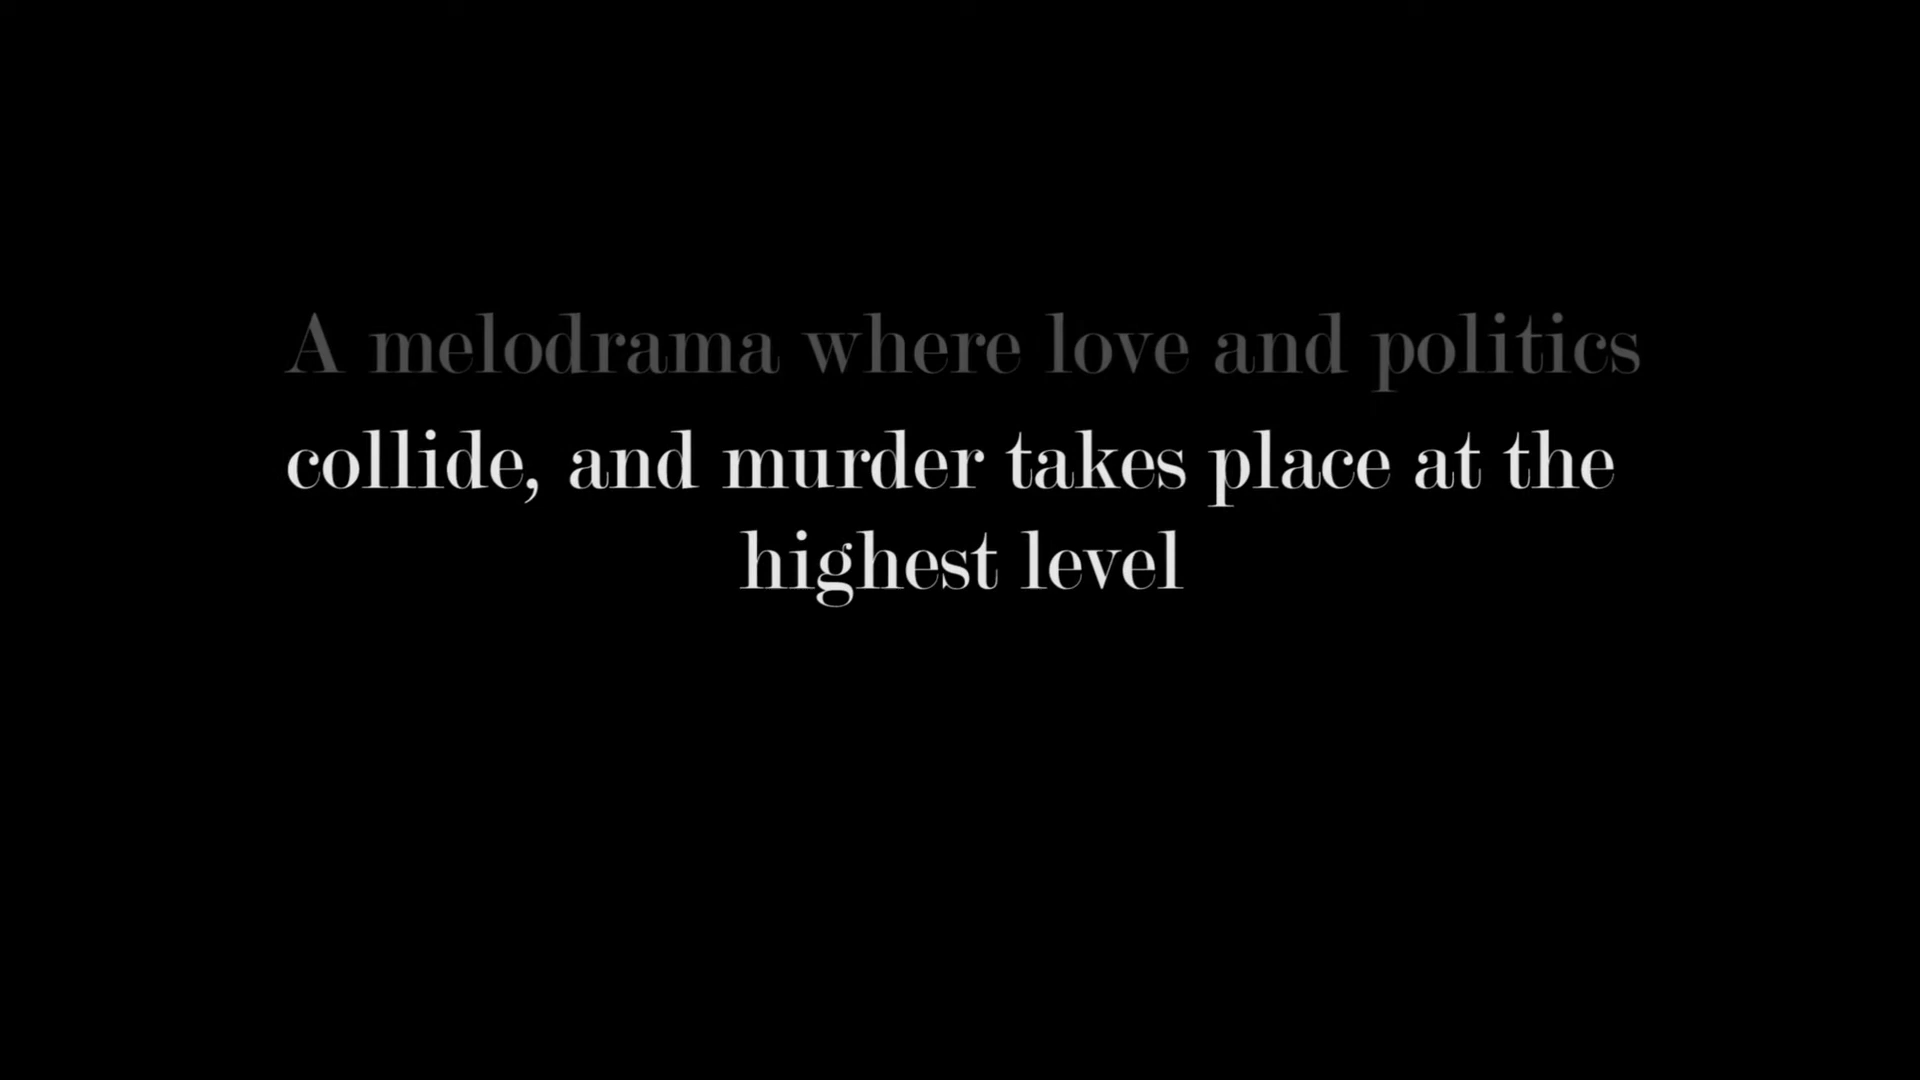 A melodrama where love and politics
collide, and murder takes place at the
highest level